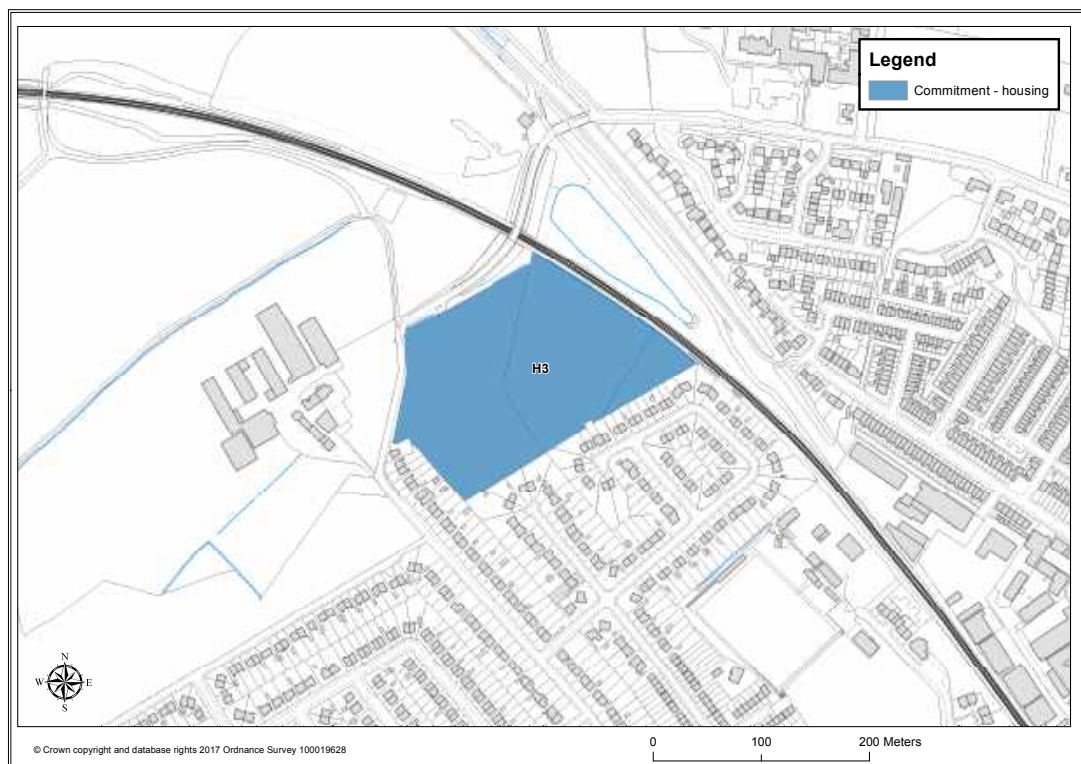 Legend
Commitment - housing
H3
N
W E
S
© Crown copyright and database rights 2017 Ordnance Survey 100019628
0 100 200 Meters